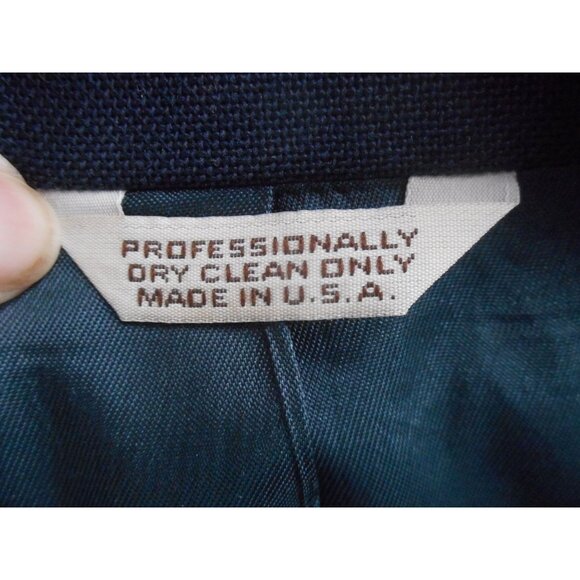 PROFESSIONALLY
DRY CLEAN ONLY
MADE IN U.S.A.